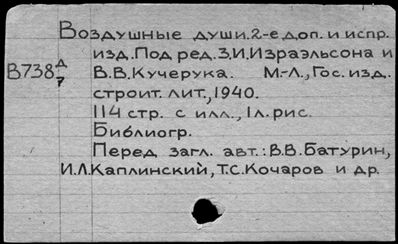 Воздушные души. 2-е доп. и испр.
изд. Под ред. З.И. Израэльсона и
В738 д/7 В.В. Кучерука. М.-Л., Гос. изд.
строит. лит., 1940.
114 стр. с илл., 1 л. рис.
Библиогр.
Перед загл. авт.: В.В. Батурин,
И.Л. Каплинский, Т.С. Кочаров и др.